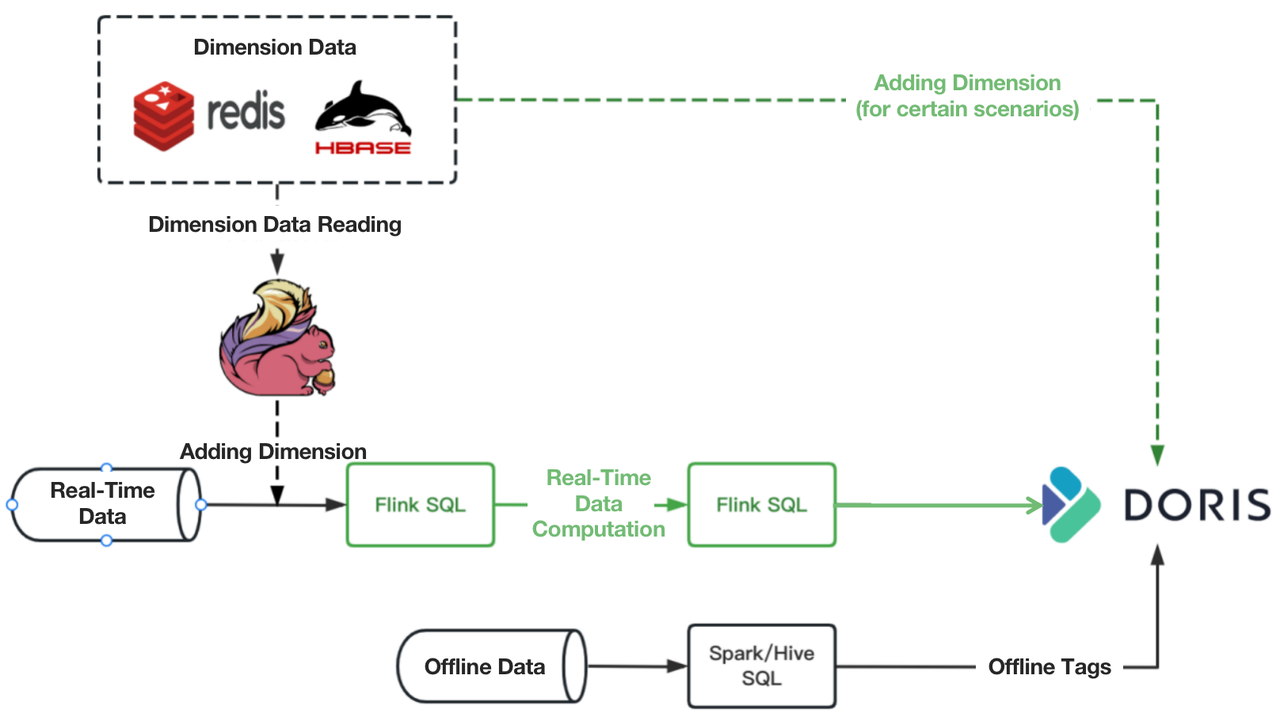 Dimension Data
redis
HBASE
Adding Dimension
(for certain scenarios)
Dimension Data Reading
Adding Dimension
Real-Time
Data
Flink SQL
Real-Time
Data
Computation
Flink SQL
DORIS
Offline Data
Spark/Hive
SQL
Offline Tags